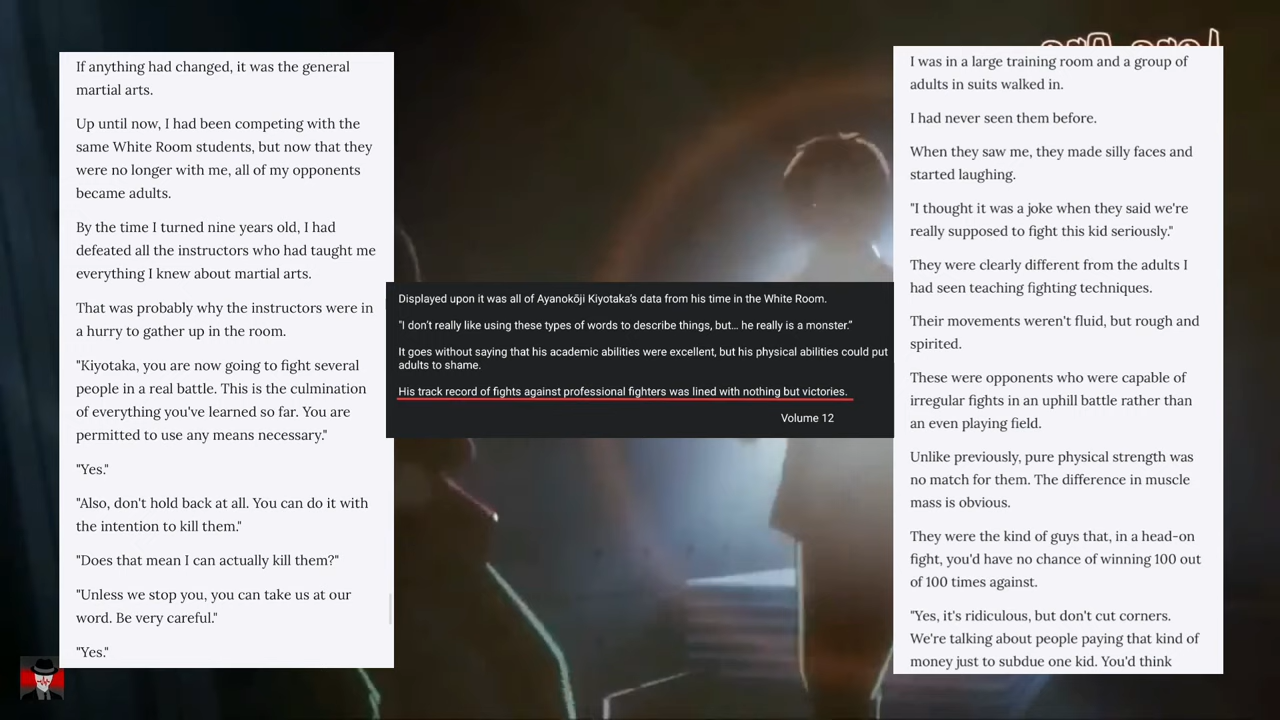 If anything had changed, it was the general
martial arts.
Up until now, I had been competing with the
same White Room students, but now that they
were no longer with me, all of my opponents
became adults.
By the time I turned nine years old, I had
defeated all the instructors who had taught me
everything I knew about martial arts.
That was probably why the instructors were in
a hurry to gather up in the room.
"Kiyotaka, you are now going to fight several
people in a real battle. This is the culmination
of everything you've learned so far. You are
permitted to use any means necessary."
"Yes."
"Also, don't hold back at all. You can do it with
the intention to kill them."
"Does that mean I can actually kill them?"
"Unless we stop you, you can take us at our
word. Be very careful."
"Yes."
Displayed upon it was all of Ayanokōji Kiyotaka's data from his time in the White Room.
"I don't really like using these types of words to describe things, but... he really is a monster."
It goes without saying that his academic abilities were excellent, but his physical abilities could put
adults to shame.
His track record of fights against professional fighters was lined with nothing but victories.
Volume 12
I was in a large training room and a group of
adults in suits walked in.
I had never seen them before.
When they saw me, they made silly faces and
started laughing.
"I thought it was a joke when they said we're
really supposed to fight this kid seriously."
They were clearly different from the adults I
had seen teaching fighting techniques.
Their movements weren't fluid, but rough and
spirited.
These were opponents who were capable of
irregular fights in an uphill battle rather than
an even playing field.
Unlike previously, pure physical strength was
no match for them. The difference in muscle
mass is obvious.
They were the kind of guys that, in a head-on
fight, you'd have no chance of winning 100 out
of 100 times against.
"Yes, it's ridiculous, but don't cut corners.
We're talking about people paying that kind of
money just to subdue one kid. You'd think